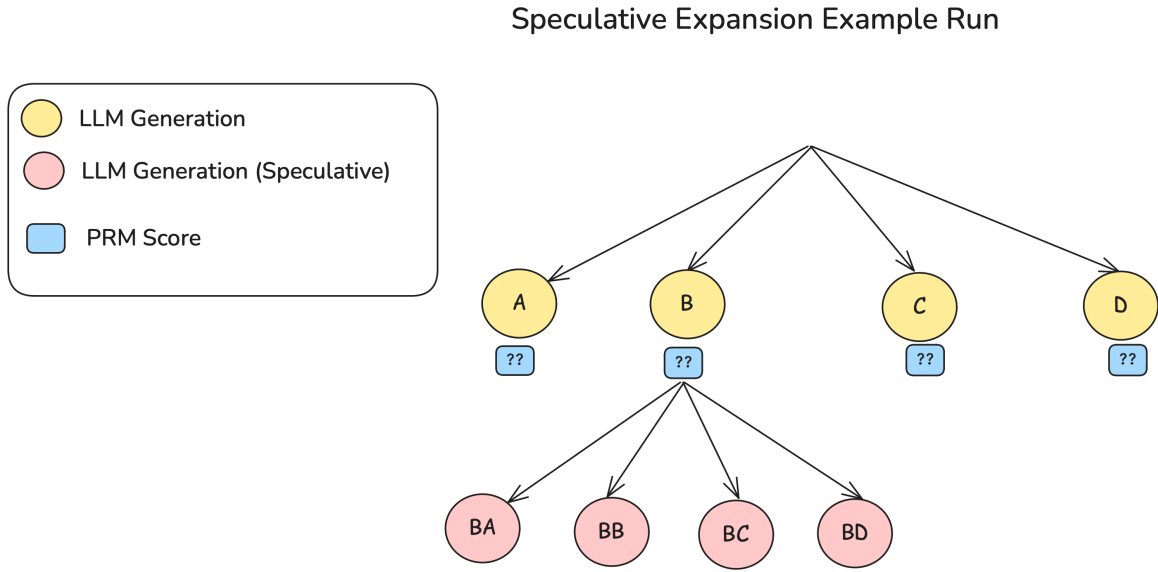 Speculative Expansion Example Run
LLM Generation
LLM Generation (Speculative)
PRM Score
A
B
C
D
??
??
??
??
BA
BB
BC
BD